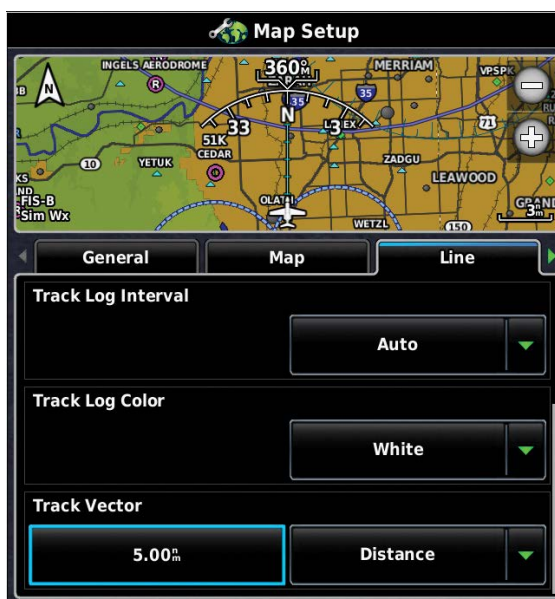 Map Setup
INGELS AERODROME
360°M
MERRIAM
VPSPK
R
35
35
N
N
33
3
71
51K
CEDAR
10
YETUK
ZADGU
LEAWOOD
FIS-B
Sim Wx
WETZL
150
3nm
General
Map
Line
Track Log Interval
Auto
Track Log Color
White
Track Vector
5.00nm
Distance